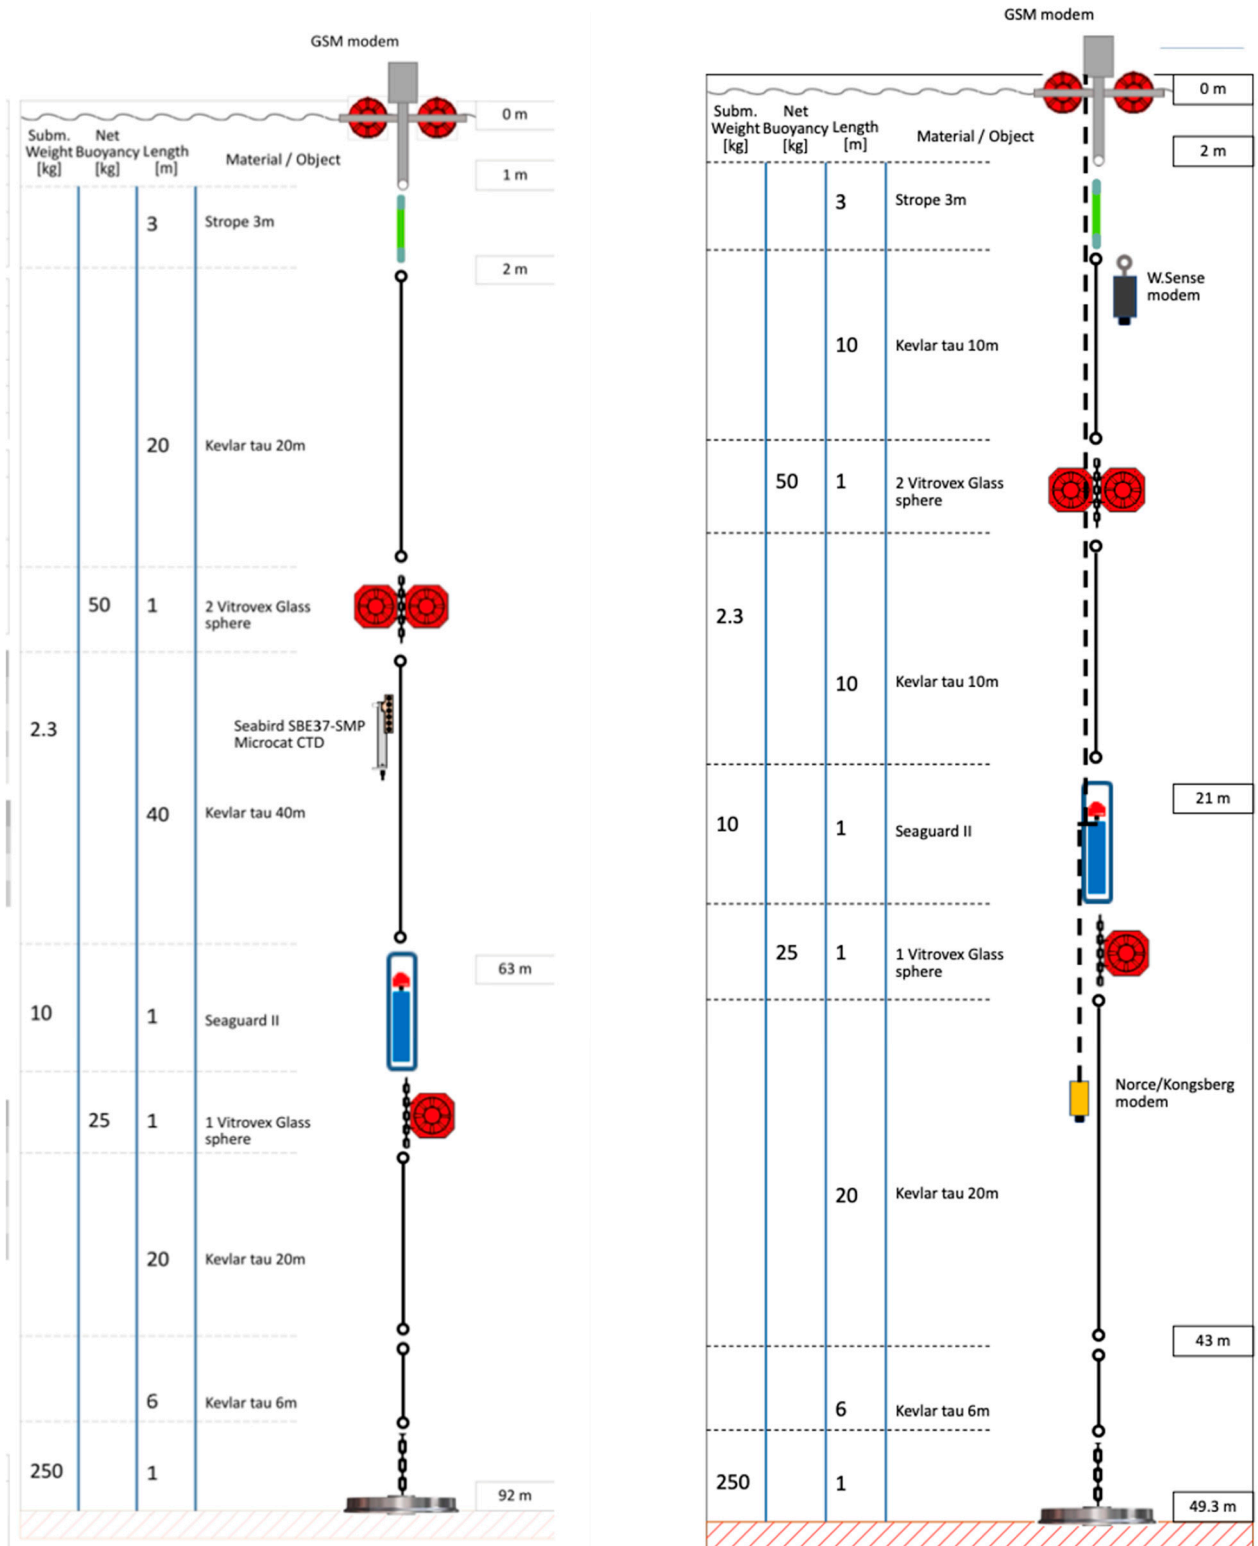 GSM modem
0 m
Subm. Net
Weight Buoyancy Length
[kg] [kg] [m]
Material / Object
1 m
3 Strope 3m
2 m
20 Kevlar tau 20m
50 1 2 Vitrovex Glass
sphere
2.3
Seabird SBE37-SMP
Microcat CTD
40 Kevlar tau 40m
63 m
10 1 Seaguard II
25 1 1 Vitrovex Glass
sphere
20 Kevlar tau 20m
6 Kevlar tau 6m
250 1
92 m
GSM modem
0 m
Subm. Net
Weight Buoyancy Length
[kg] [kg] [m]
Material / Object
2 m
3 Strope 3m
W.Sense
modem
10 Kevlar tau 10m
50 1 2 Vitrovex Glass
sphere
2.3
10 Kevlar tau 10m
21 m
10 1 Seaguard II
25 1 1 Vitrovex Glass
sphere
Norce/Kongsberg
modem
20 Kevlar tau 20m
43 m
6 Kevlar tau 6m
250 1
49.3 m